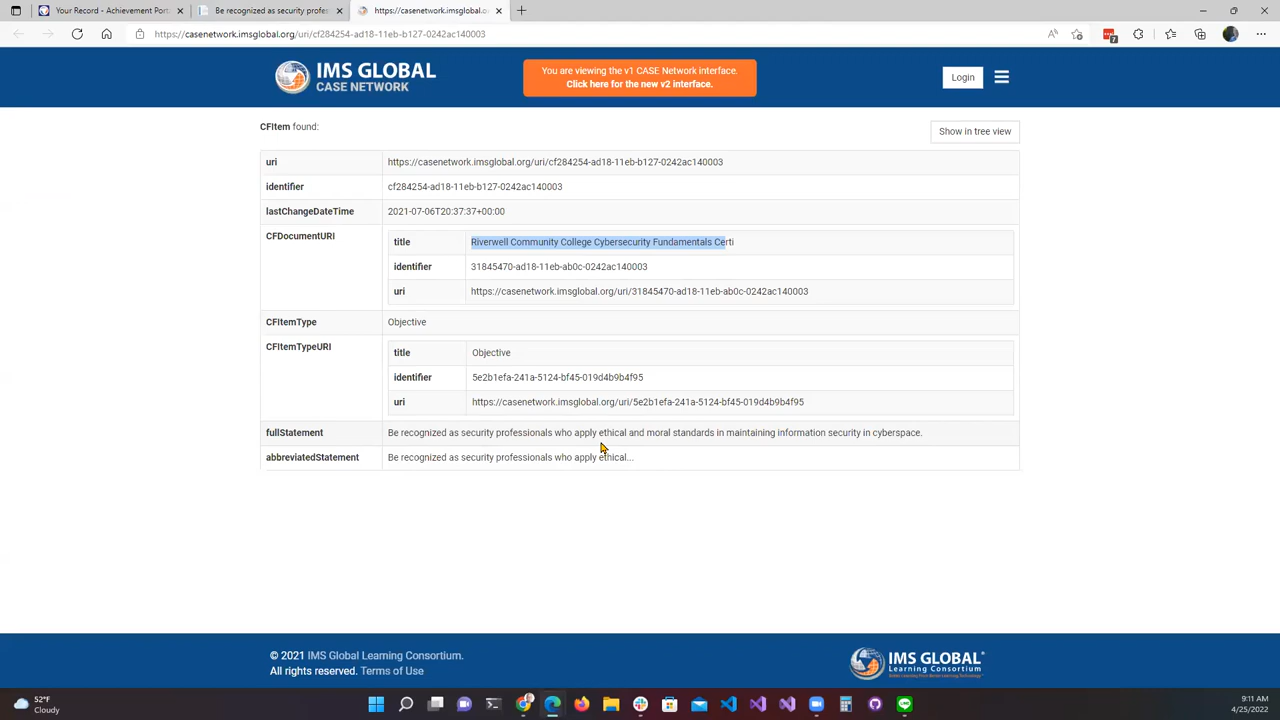 Your Record - Achievement Port
Be recognized as security profes
https://casenetwork.imsglobal.o
https://casenetwork.imsglobal.org/uri/cf284254-ad18-11eb-b127-0242ac140003
7
IMS GLOBAL
CASE NETWORK
You are viewing the v1 CASE Network interface.
Click here for the new v2 interface.
Login
CFItem found:
Show in tree view
uri https://casenetwork.imsglobal.org/uri/cf284254-ad18-11eb-b127-0242ac140003
identifier cf284254-ad18-11eb-b127-0242ac140003
lastChangeDateTime 2021-07-06T20:37:37+00:00
CFDocumentURI
title Riverwell Community College Cybersecurity Fundamentals Certi
identifier 31845470-ad18-11eb-ab0c-0242ac140003
uri https://casenetwork.imsglobal.org/uri/31845470-ad18-11eb-ab0c-0242ac140003
CFItemType Objective
CFItemTypeURI
title Objective
identifier 5e2b1efa-241a-5124-bf45-019d4b9b4f95
uri https://casenetwork.imsglobal.org/uri/5e2b1efa-241a-5124-bf45-019d4b9b4f95
fullStatement Be recognized as security professionals who apply ethical and moral standards in maintaining information security in cyberspace.
abbreviatedStatement Be recognized as security professionals who apply ethical...
© 2021 IMS Global Learning Consortium.
All rights reserved. Terms of Use
IMS GLOBAL
Learning Consortium
52°F
Cloudy
9:11 AM
4/25/2022